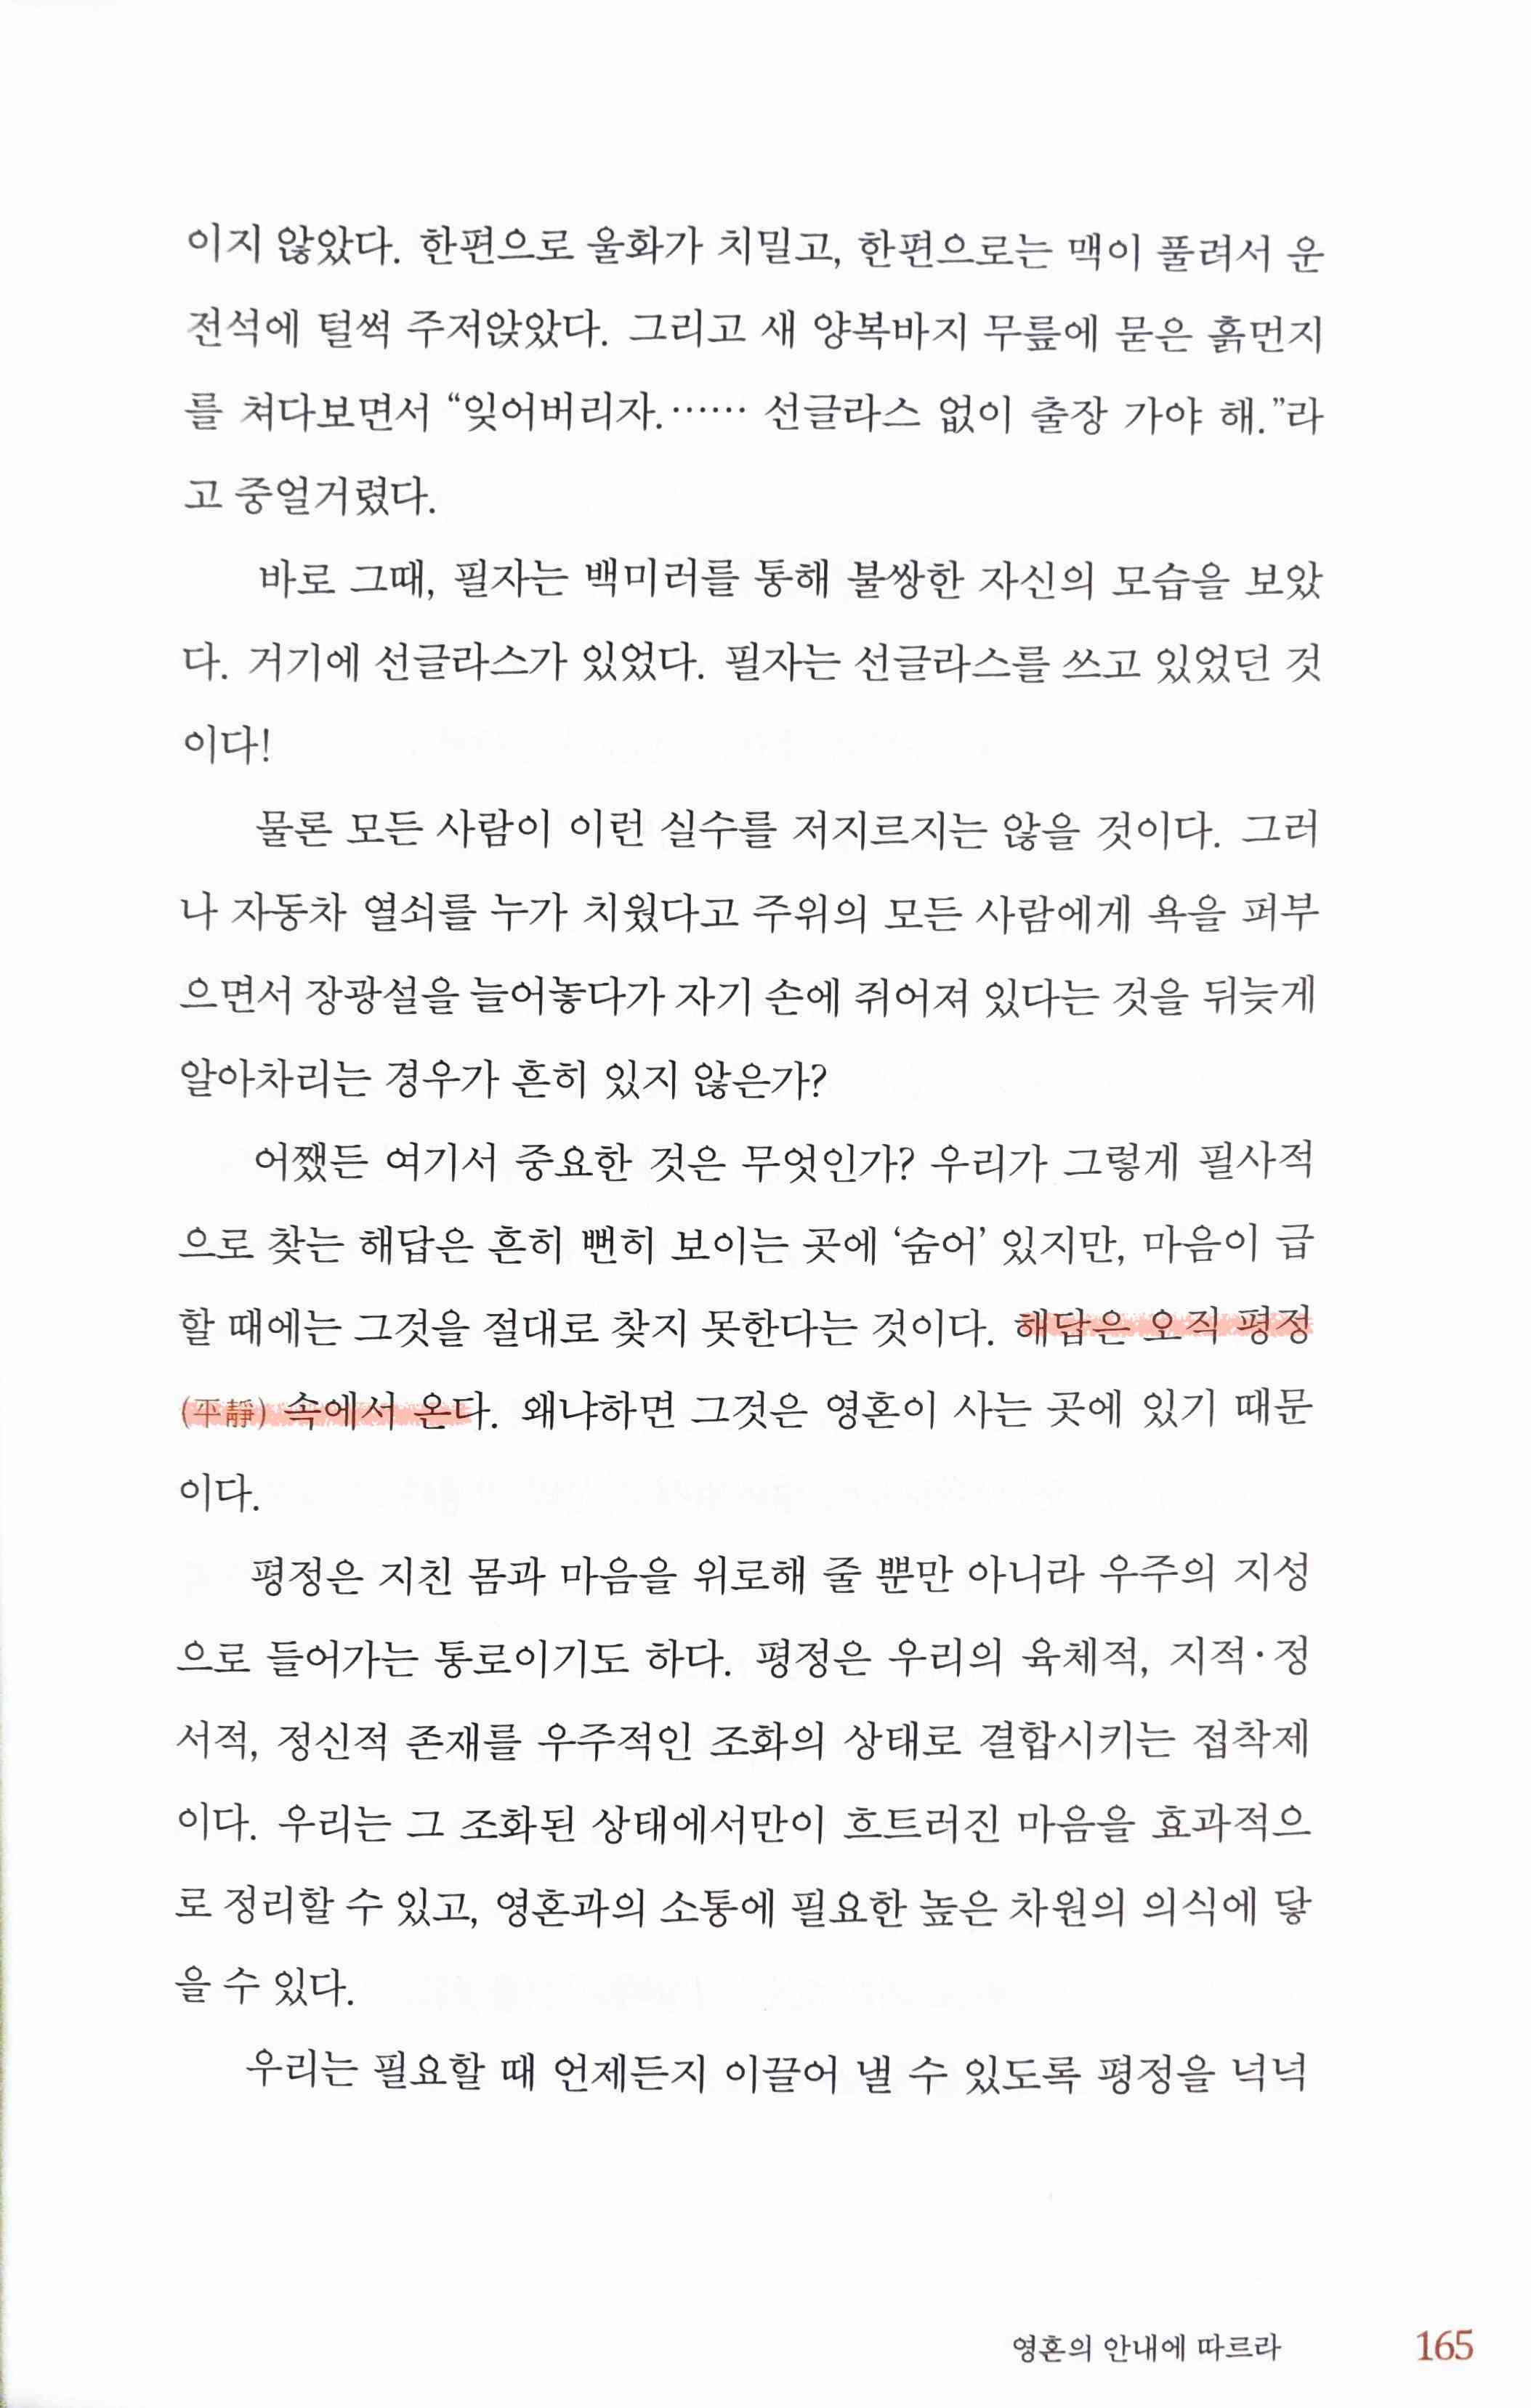 이지 않았다. 한편으로 울화가 치밀고, 한편으로는 맥이 풀려서 운
전석에 털썩 주저앉았다. 그리고 새 양복바지 무릎에 묻은 흙먼지
를 쳐다보면서 “잊어버리자.…… 선글라스 없이 출장 가야 해.”라
고 중얼거렸다.
바로 그때, 필자는 백미러를 통해 불쌍한 자신의 모습을 보았
다. 거기에 선글라스가 있었다. 필자는 선글라스를 쓰고 있었던 것
이다!
물론 모든 사람이 이런 실수를 저지르지는 않을 것이다. 그러
나 자동차 열쇠를 누가 치웠다고 주위의 모든 사람에게 욕을 퍼부
으면서 장광설을 늘어놓다가 자기 손에 쥐어져 있다는 것을 뒤늦게
알아차리는 경우가 흔히 있지 않은가?
어쨌든 여기서 중요한 것은 무엇인가? 우리가 그렇게 필사적
으로 찾는 해답은 흔히 뻔히 보이는 곳에 ‘숨어’ 있지만, 마음이 급
할 때에는 그것을 절대로 찾지 못한다는 것이다. 해답은 오직 평정
(平靜) 속에서 온다. 왜냐하면 그것은 영혼이 사는 곳에 있기 때문
이다.
평정은 지친 몸과 마음을 위로해 줄 뿐만 아니라 우주의 지성
으로 들어가는 통로이기도 하다. 평정은 우리의 육체적, 지적·정
서적, 정신적 존재를 우주적인 조화의 상태로 결합시키는 접착제
이다. 우리는 그 조화된 상태에서만이 흐트러진 마음을 효과적으
로 정리할 수 있고, 영혼과의 소통에 필요한 높은 차원의 의식에 닿
을 수 있다.
우리는 필요할 때 언제든지 이끌어 낼 수 있도록 평정을 넉넉
영혼의 안내에 따르라 165